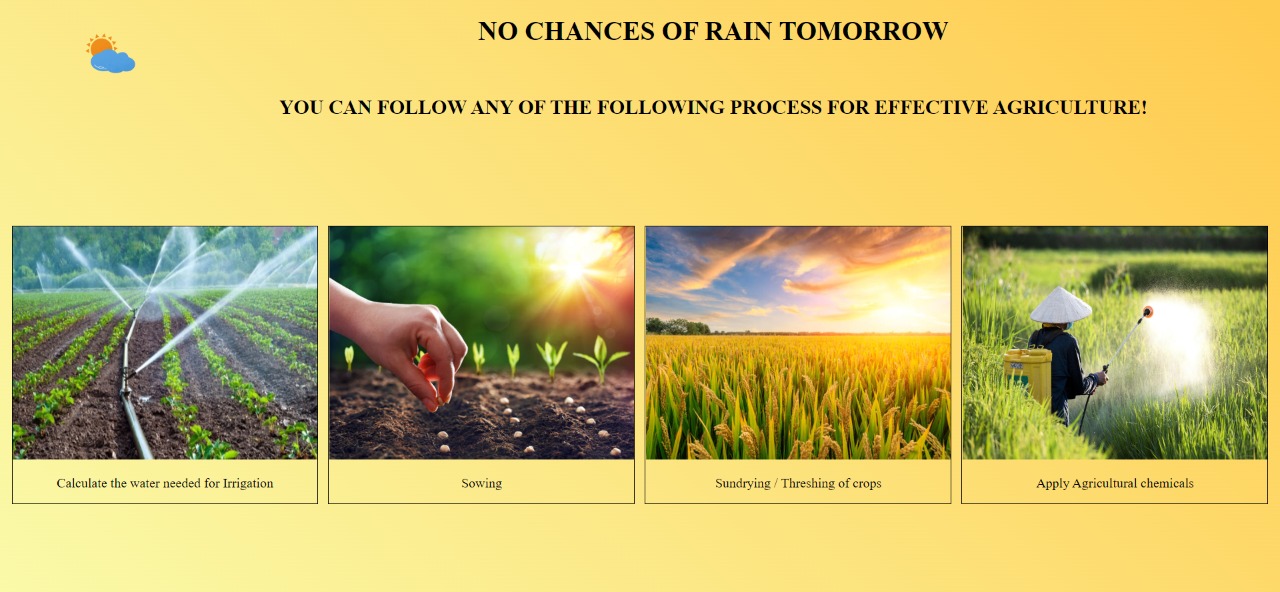 NO CHANCES OF RAIN TOMORROW
YOU CAN FOLLOW ANY OF THE FOLLOWING PROCESS FOR EFFECTIVE AGRICULTURE!
Calculate the water needed for Irrigation
Sowing
Sundrying / Threshing of crops
Apply Agricultural chemicals